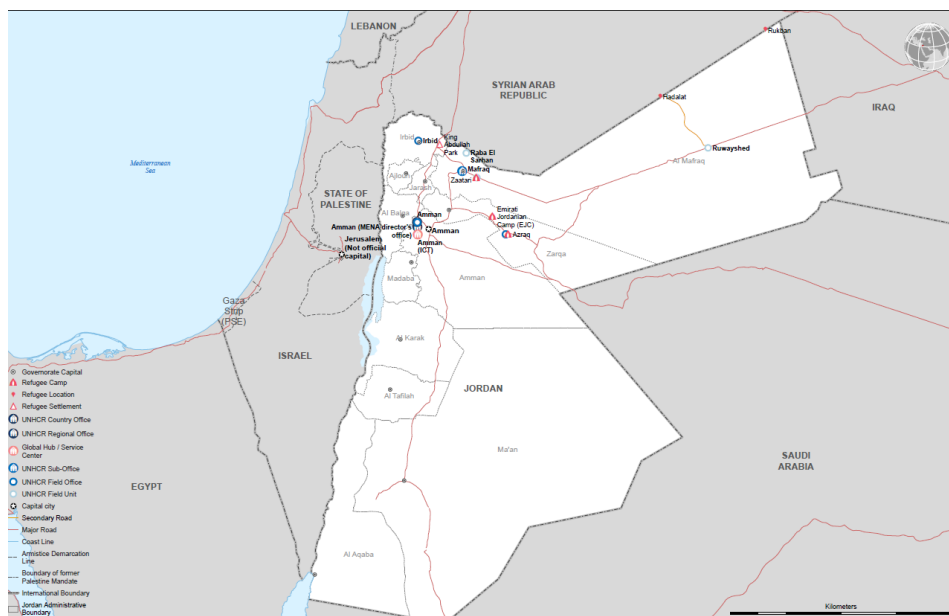 LEBANON
Rukban
SYRIAN ARAB
REPUBLIC
Hadalat
IRAQ
Irbid
Irbid
King
Abdullah
Park
Ruwayshed
Raba El
Sarhan
Al Mafraq
Mediterranean
Sea
Ajloun
Mafraq
Zaatari
Jarash
STATE OF
PALESTINE
Al Balqa
Amman
Emirati
Jordanian
Camp (EJC)
Amman (MENA director's
office)
Amman
Azraq
Jerusalem
(Not official
capital)
Amman
(ICT)
Zarqa
Madaba
Amman
Gaza
Strip
(PSE)
Al Karak
ISRAEL
JORDAN
Al Tafilah
Ma'an
SAUDI
ARABIA
EGYPT
Al Aqaba
Governorate Capital
Refugee Camp
Refugee Location
Refugee Settlement
UNHCR Country Office
UNHCR Regional Office
Global Hub / Service
Center
UNHCR Sub-Office
UNHCR Field Office
UNHCR Field Unit
Capital city
Secondary Road
Major Road
Coast Line
Armistice Demarcation
Line
Boundary of former
Palestine Mandate
International Boundary
Jordan Administrative
Boundary
Kilometers